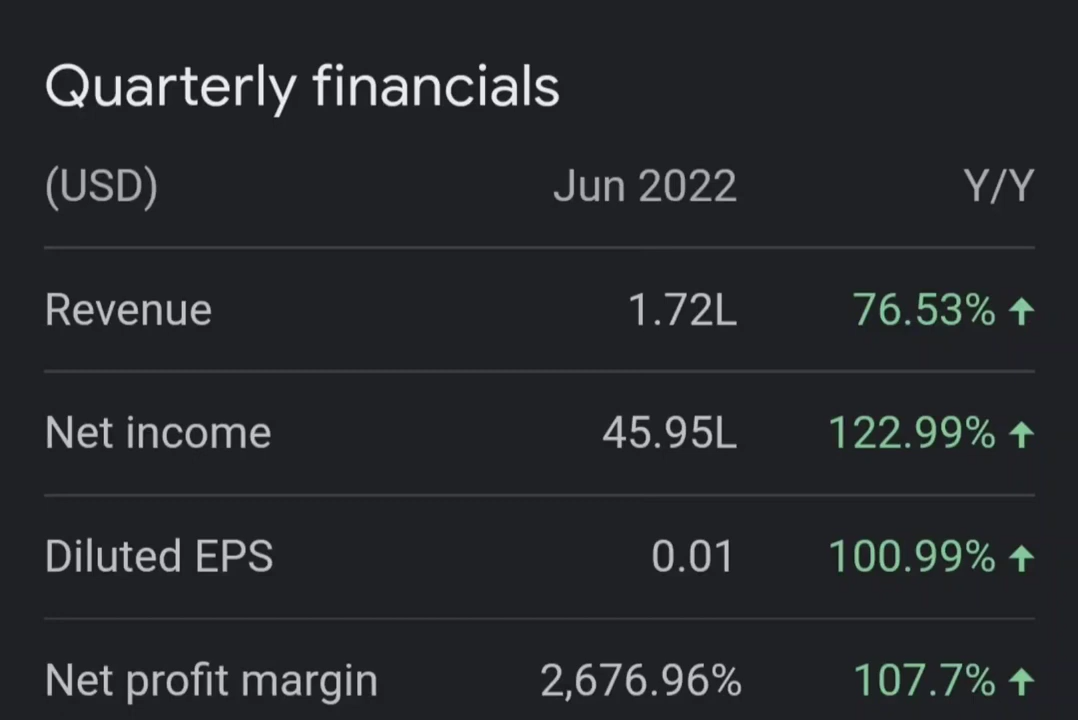 Quarterly financials
(USD) Jun 2022 Y/Y
Revenue 1.72L 76.53% ↑
Net income 45.95L 122.99% ↑
Diluted EPS 0.01 100.99% ↑
Net profit margin 2,676.96% 107.7% ↑